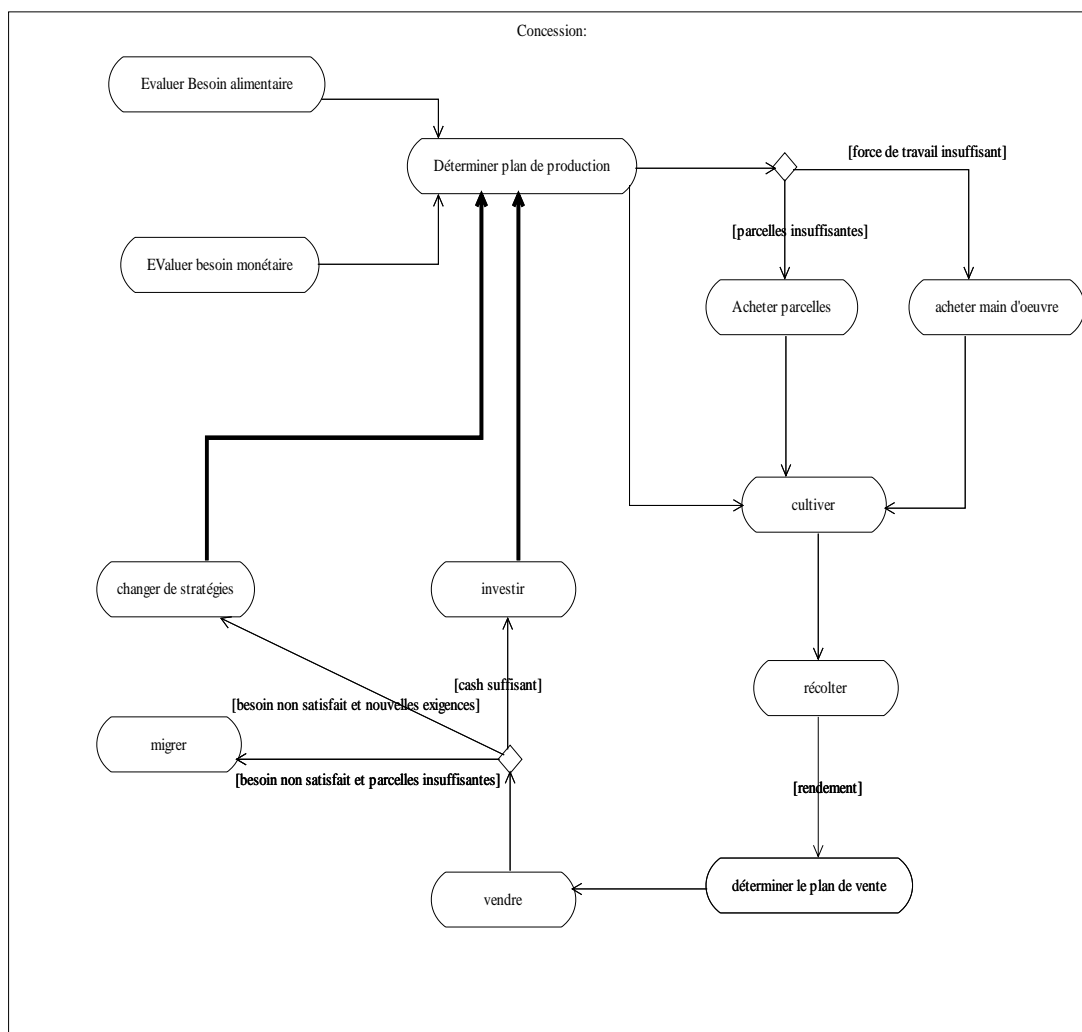 Concession:
Evaluer Besoin alimentaire
Déterminer plan de production
[force de travail insuffisant]
[parcelles insuffisantes]
EValuer besoin monétaire
Acheter parcelles
acheter main d'oeuvre
cultiver
changer de stratégies
investir
[cash suffisant]
récolter
[besoin non satisfait et nouvelles exigences]
migrer
[besoin non satisfait et parcelles insuffisantes]
[rendement]
déterminer le plan de vente
vendre